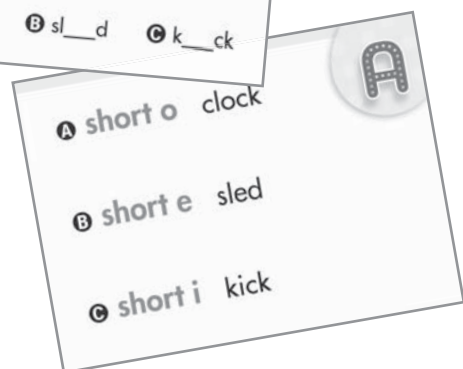 B sl__d C k__ck
A
A short o clock
B short e sled
C short i kick